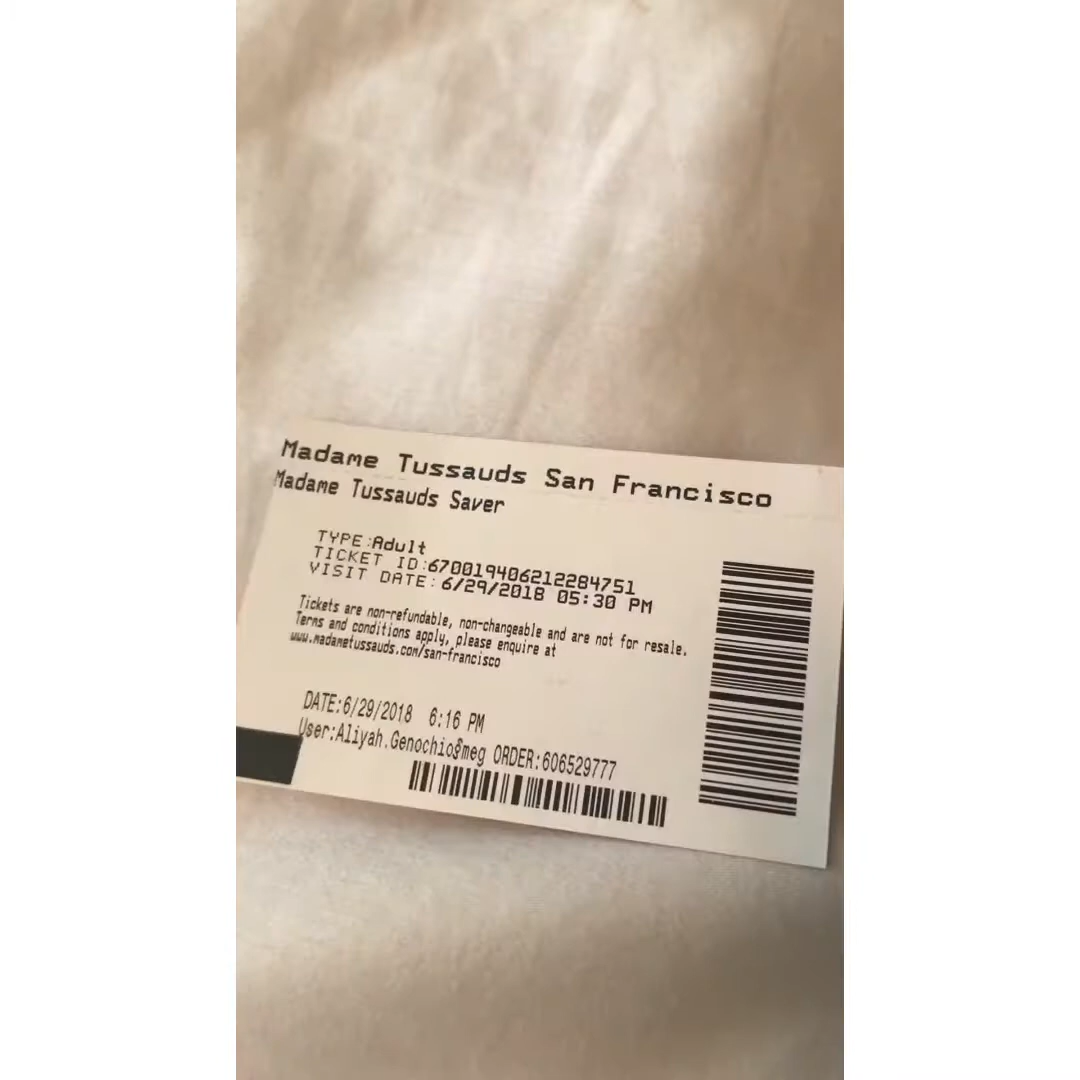 Madame Tussauds San Francisco
Madame Tussauds Saver
TYPE:Adult
TICKET ID:670019406212284751
VISIT DATE:6/29/2018 05:30 PM
Tickets are non-refundable, non-changeable and are not for resale.
Terms and conditions apply, please enquire at
www.madametussauds.com/san-francisco
DATE:6/29/2018 6:16 PM
User:Aliyah.Genochio@meg ORDER:606529777